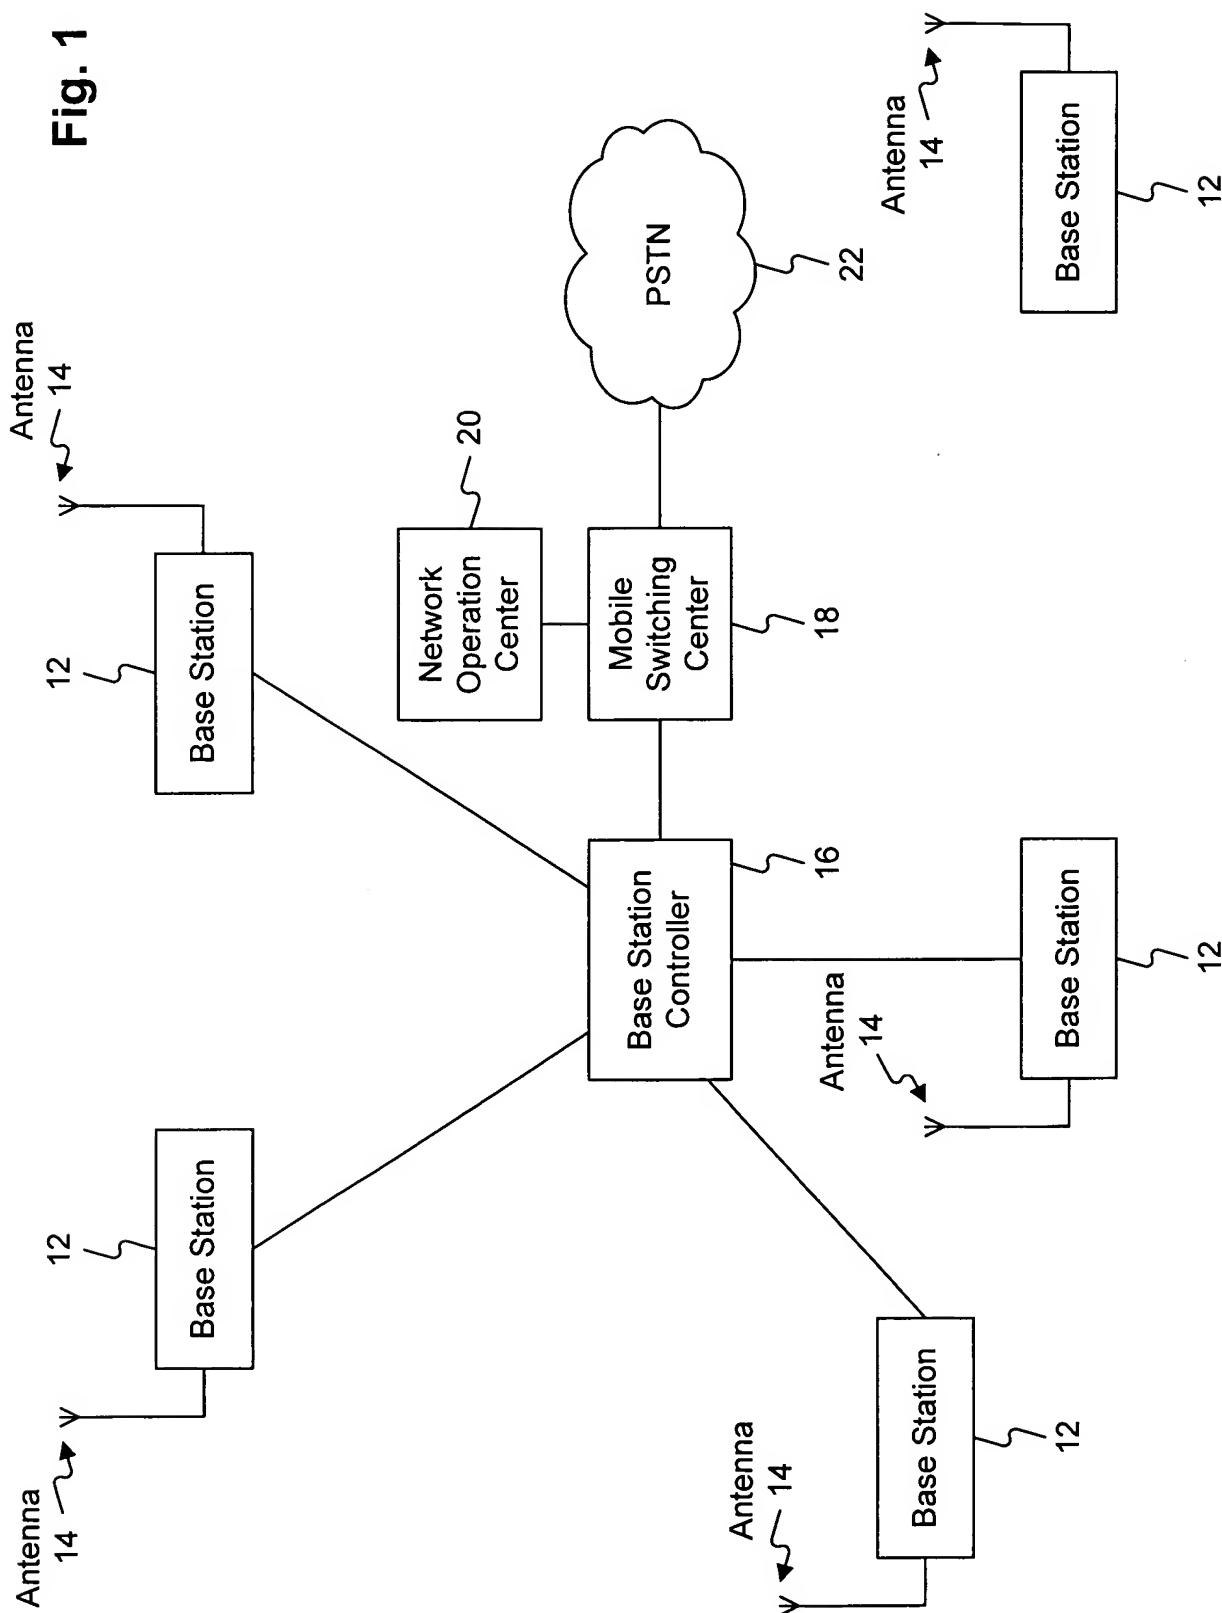 Fig. 1
Antenna
14
12
Base Station
Antenna
14
12
Base Station
Network
Operation
Center
20
Base Station
Controller
16
Mobile
Switching
Center
18
PSTN
22
Antenna
14
Base Station
12
Antenna
14
Base Station
12
Antenna
14
Base Station
12